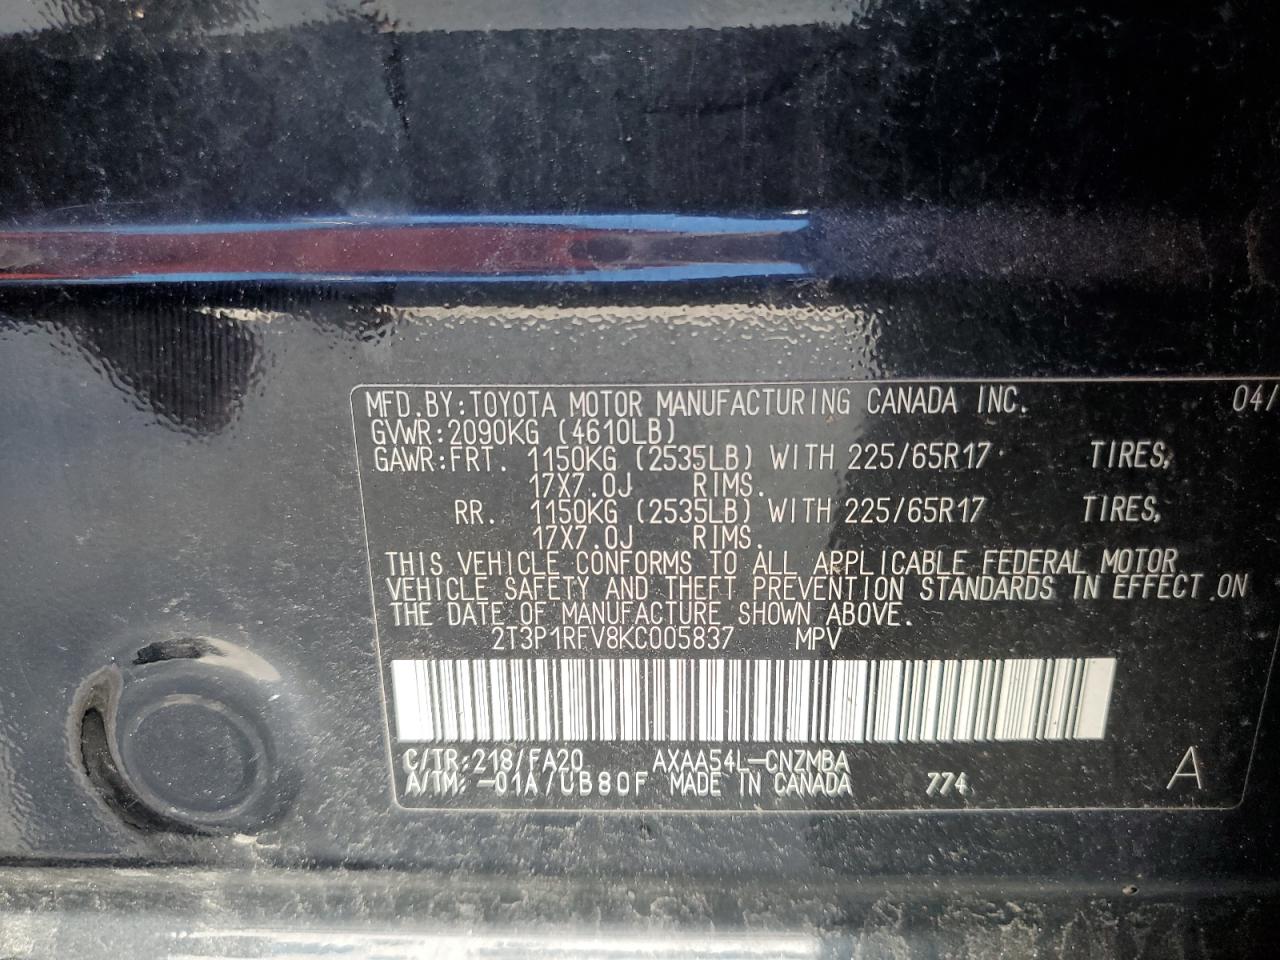 MFD.BY:TOYOTA MOTOR MANUFACTURING CANADA INC. 04/
GVWR:2090KG (4610LB)
GAWR:FRT. 1150KG (2535LB) WITH 225/65R17 TIRES,
17X7.0J RIMS.
RR. 1150KG (2535LB) WITH 225/65R17 TIRES,
17X7.0J RIMS.
THIS VEHICLE CONFORMS TO ALL APPLICABLE FEDERAL MOTOR
VEHICLE SAFETY AND THEFT PREVENTION STANDARDS IN EFFECT ON
THE DATE OF MANUFACTURE SHOWN ABOVE.
2T3P1RFV8KC005837 MPV
C/TR:218/FA20 AXAA54L-CNZMBA
A/TM: -01A/UB80F MADE IN CANADA 774 A